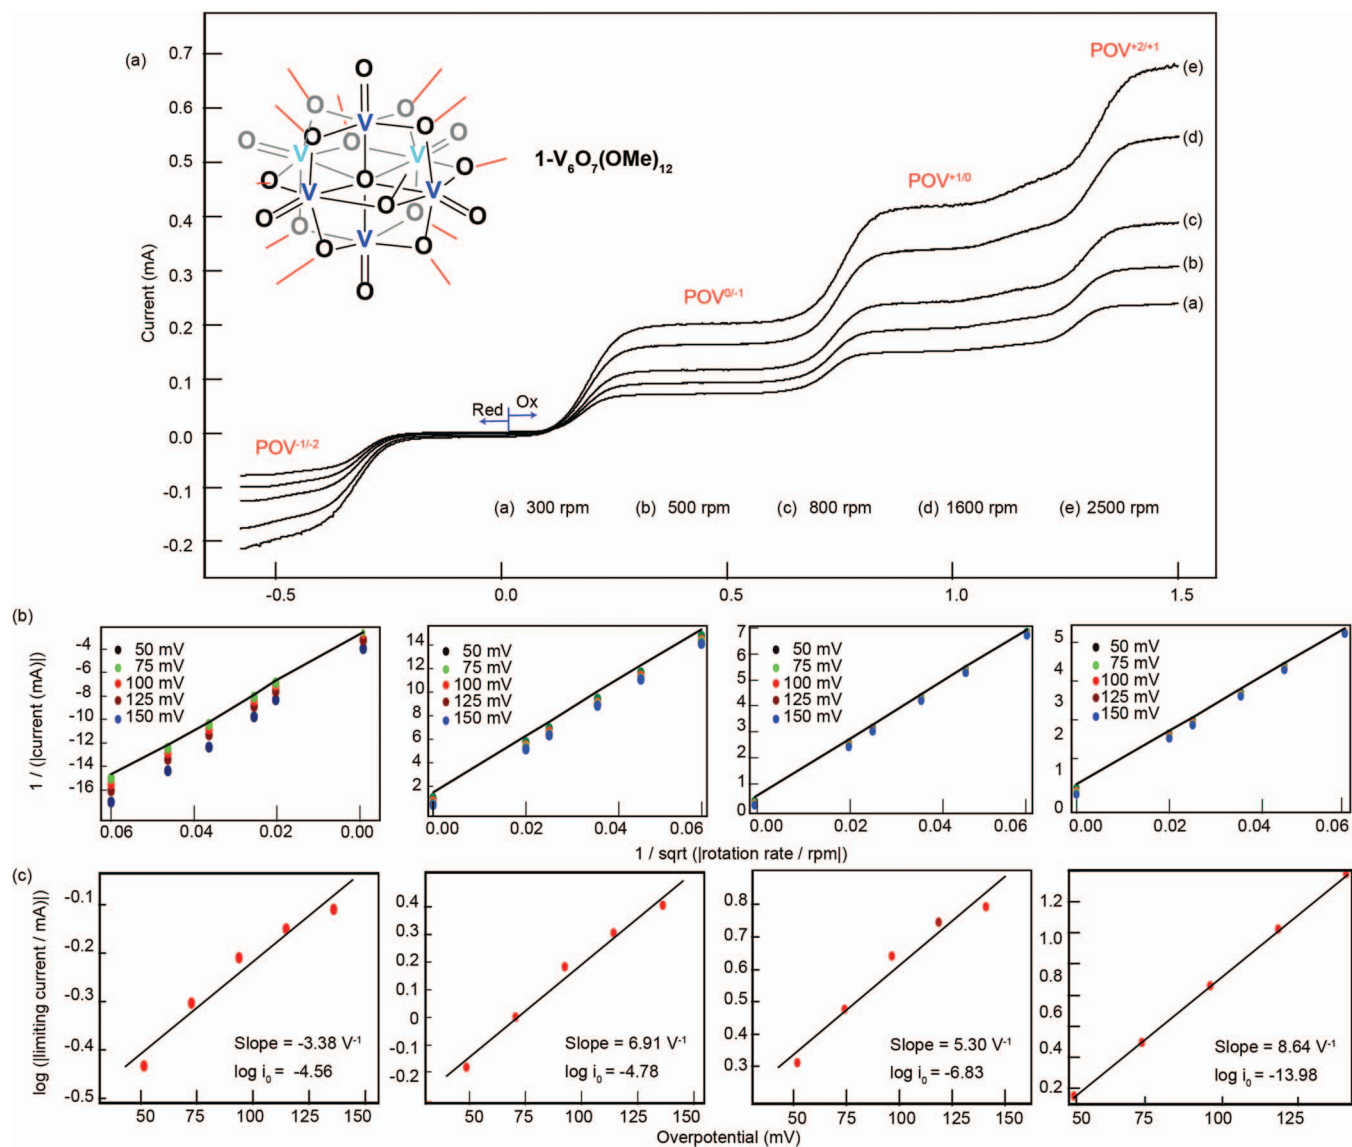 (a)
0.7
0.6
0.5
0.4
0.3
0.2
0.1
0.0
-0.1
-0.2
Current (mA)
O
O O
O O
V
O O O
V V
O O O
V V
O O O
O O
O V O
O
1-V6O7(OMe)12
POV+2/+1
(e)
(d)
POV+1/0
(c)
POV0/-1
(b)
(a)
Red Ox
POV-1/-2
(a) 300 rpm (b) 500 rpm (c) 800 rpm (d) 1600 rpm (e) 2500 rpm
-0.5 0.0 0.5 1.0 1.5
(b)
1 / (|current (mA)|)
-4
-6
-8
-10
-12
-14
-16
50 mV
75 mV
100 mV
125 mV
150 mV
0.06 0.04 0.02 0.00
14
12
10
8
6
4
2
50 mV
75 mV
100 mV
125 mV
150 mV
0.00 0.02 0.04 0.06
7
6
5
4
3
2
1
0
50 mV
75 mV
100 mV
125 mV
150 mV
0.00 0.02 0.04 0.06
5
4
3
2
1
0
50 mV
75 mV
100 mV
125 mV
150 mV
0.00 0.02 0.04 0.06
1 / sqrt (|rotation rate / rpm|)
(c)
log (|limiting current / mA)|)
-0.1
-0.2
-0.3
-0.4
-0.5
Slope = -3.38 V-1
log i0 = -4.56
50 75 100 125 150
0.4
0.3
0.2
0.1
0
-0.1
-0.2
Slope = 6.91 V-1
log i0 = -4.78
50 75 100 125 150
0.8
0.7
0.6
0.5
0.4
0.3
Slope = 5.30 V-1
log i0 = -6.83
50 75 100 125 150
1.2
1.0
0.8
0.6
0.4
0.2
Slope = 8.64 V-1
log i0 = -13.98
50 75 100 125
Overpotential (mV)